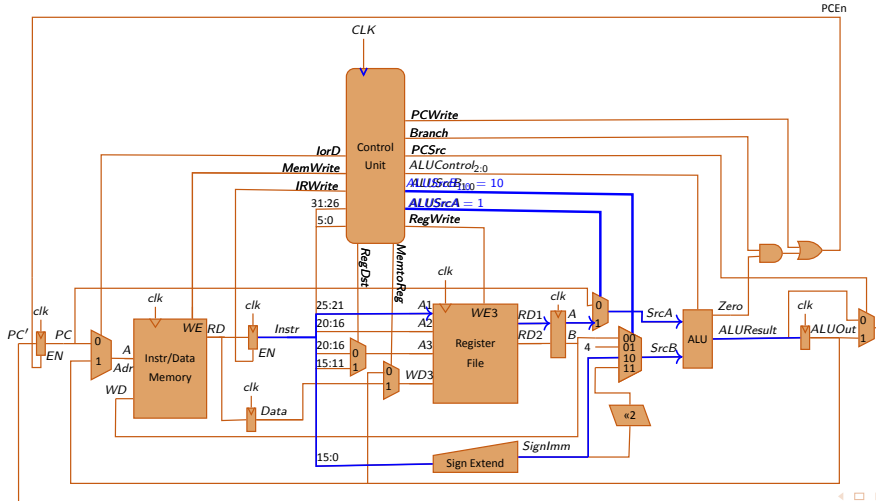 PCEn
CLK
PCWrite
Branch
PCSrc
ALUControl2:0
= 10
ALUSrcA = 1
RegWrite
Control
Unit
IorD
MemWrite
IRWrite
31:26
5:0
RegDst
MemtoReg
clk
PC′
PC
EN
0
1
A
Adr
WD
clk
WE
RD
Instr/Data
Memory
clk
EN
Instr
clk
Data
25:21
20:16
20:16
15:11
15:0
0
1
0
1
clk
A1
A2
A3
WD3
WE3
RD1
RD2
Register
File
clk
A
B
0
1
4
00
01
10
11
SrcA
SrcB
«2
SignImm
Sign Extend
ALU
Zero
ALUResult
clk
ALUOut
0
1